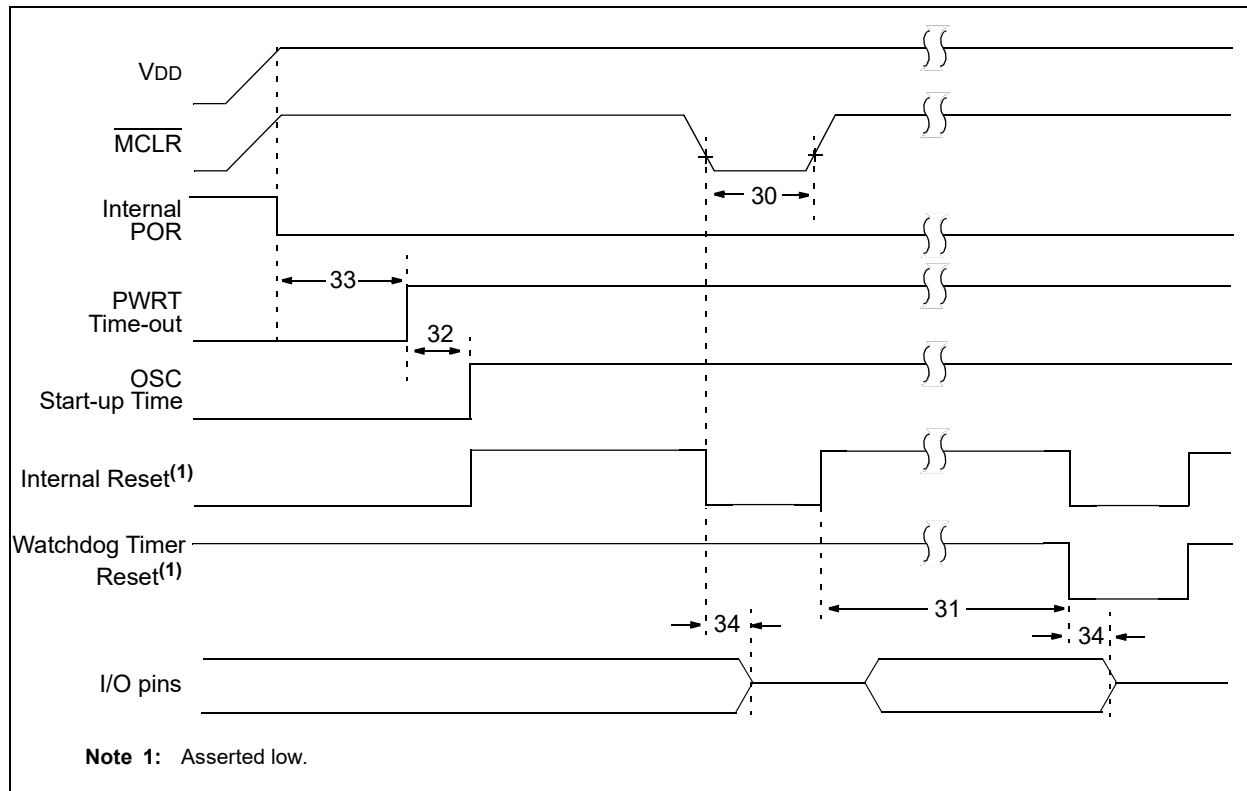 VDD
MCLR
30
Internal
POR
33
PWRT
Time-out
32
OSC
Start-up Time
Internal Reset(1)
Watchdog Timer
Reset(1)
31
34
34
I/O pins
Note 1: Asserted low.